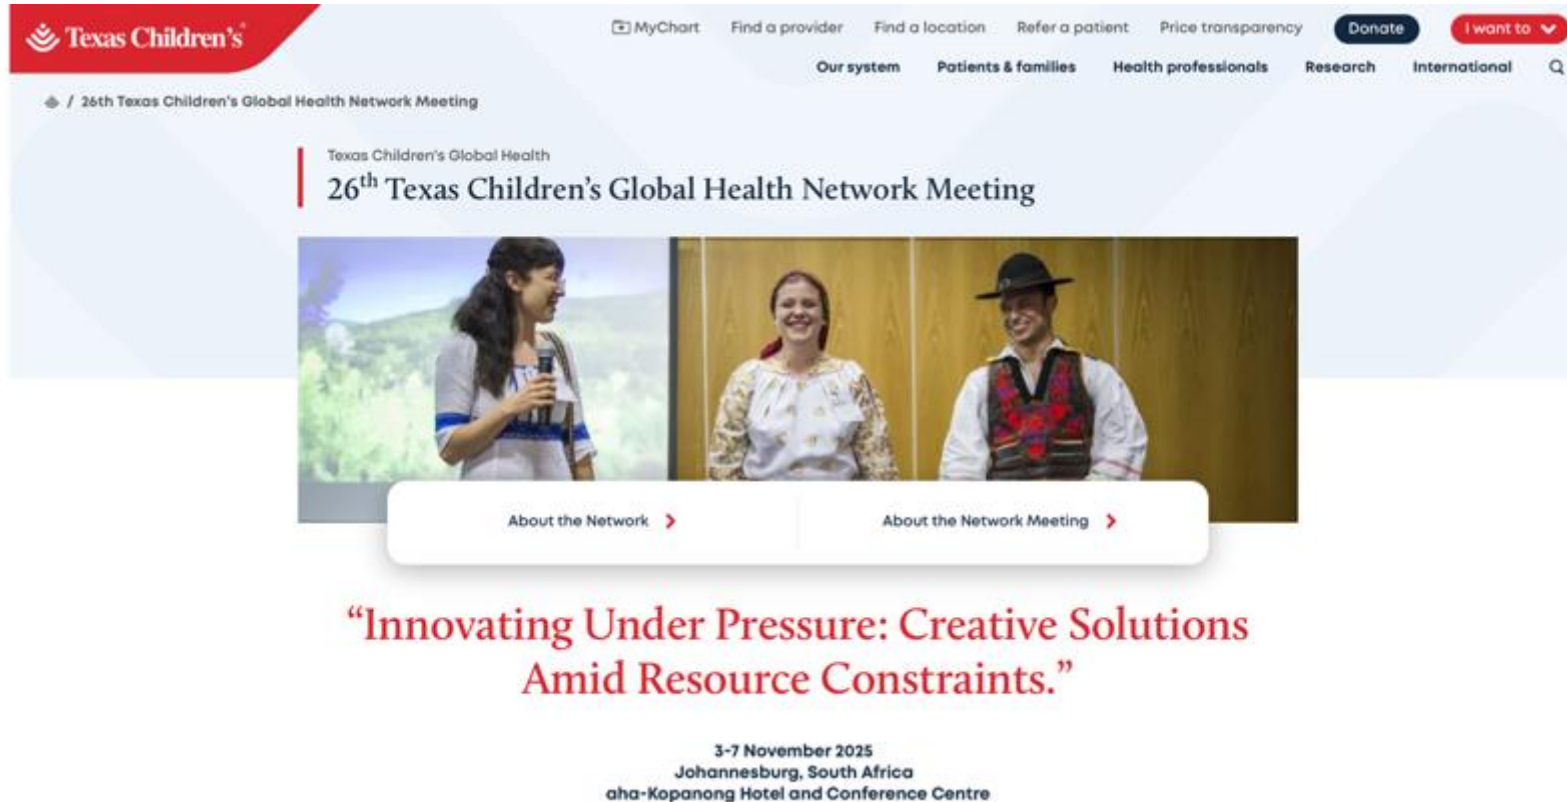 Texas Children's
MyChart Find a provider Find a location Refer a patient Price transparency Donate I want to
Our system Patients & families Health professionals Research International
/ 26th Texas Children's Global Health Network Meeting
Texas Children's Global Health
26th Texas Children's Global Health Network Meeting
About the Network
About the Network Meeting
“Innovating Under Pressure: Creative Solutions
Amid Resource Constraints.”
3-7 November 2025
Johannesburg, South Africa
aha-Kopanong Hotel and Conference Centre